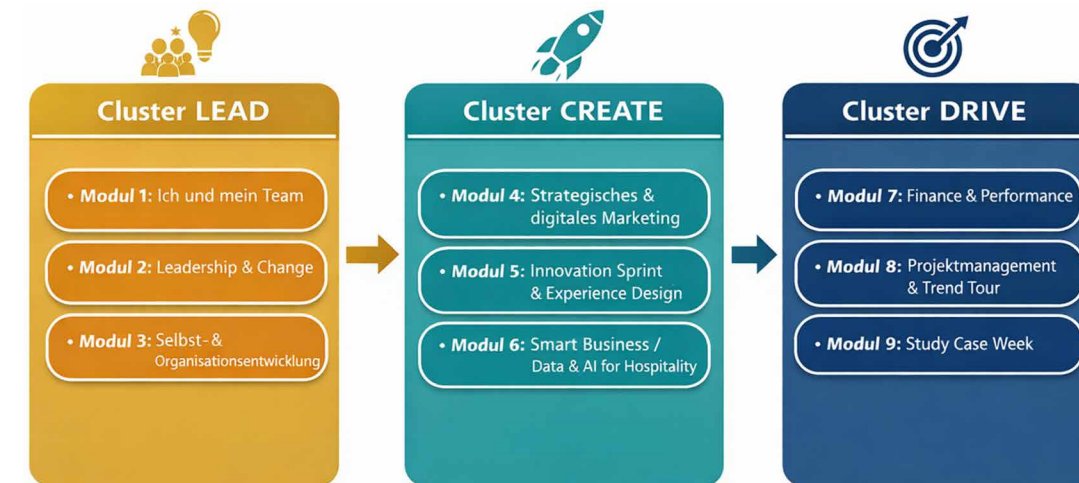 Cluster LEAD
• Modul 1: Ich und mein Team
• Modul 2: Leadership & Change
• Modul 3: Selbst- &
Organisationsentwicklung
Cluster CREATE
• Modul 4: Strategisches &
digitales Marketing
• Modul 5: Innovation Sprint
& Experience Design
• Modul 6: Smart Business /
Data & AI for Hospitality
Cluster DRIVE
• Modul 7: Finance & Performance
• Modul 8: Projektmanagement
& Trend Tour
• Modul 9: Study Case Week